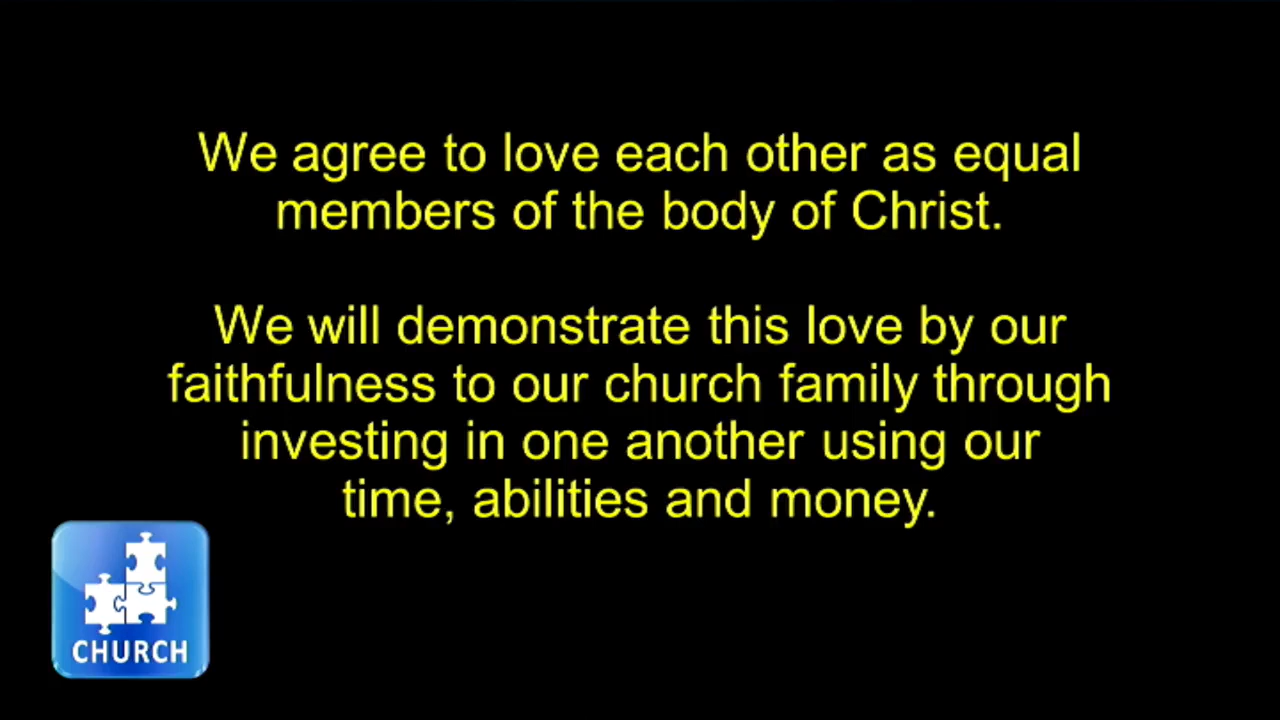 We agree to love each other as equal
members of the body of Christ.
We will demonstrate this love by our
faithfulness to our church family through
investing in one another using our
time, abilities and money.
CHURCH